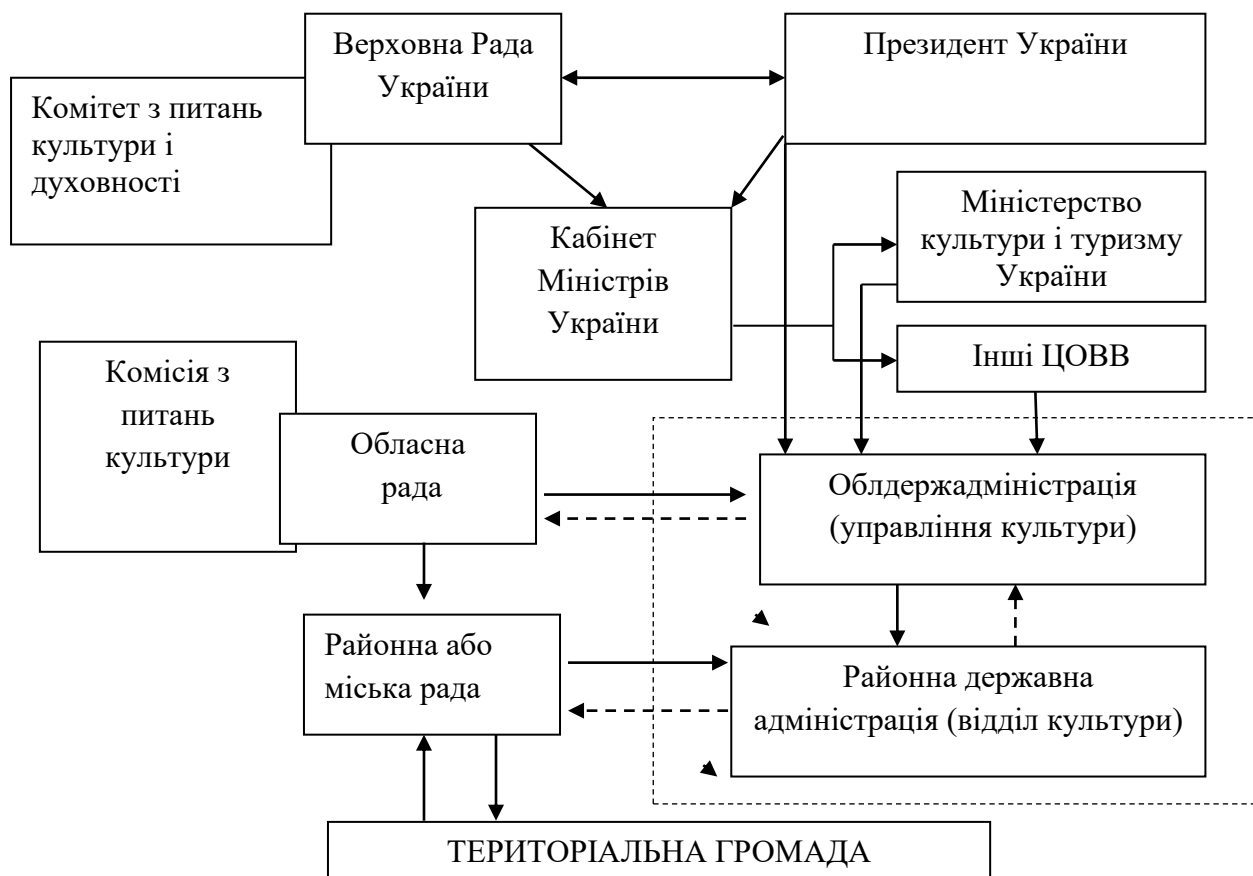 Верховна Рада
України
Президент України
Комітет з питань
культури і
духовності
Кабінет
Міністрів
України
Міністерство
культури і туризму
України
Інші ЦОВВ
Комісія з
питань
культури
Обласна
рада
Облдержадміністрація
(управління культури)
Районна або
міська рада
Районна державна
адміністрація (відділ культури)
ТЕРИТОРІАЛЬНА ГРОМАДА